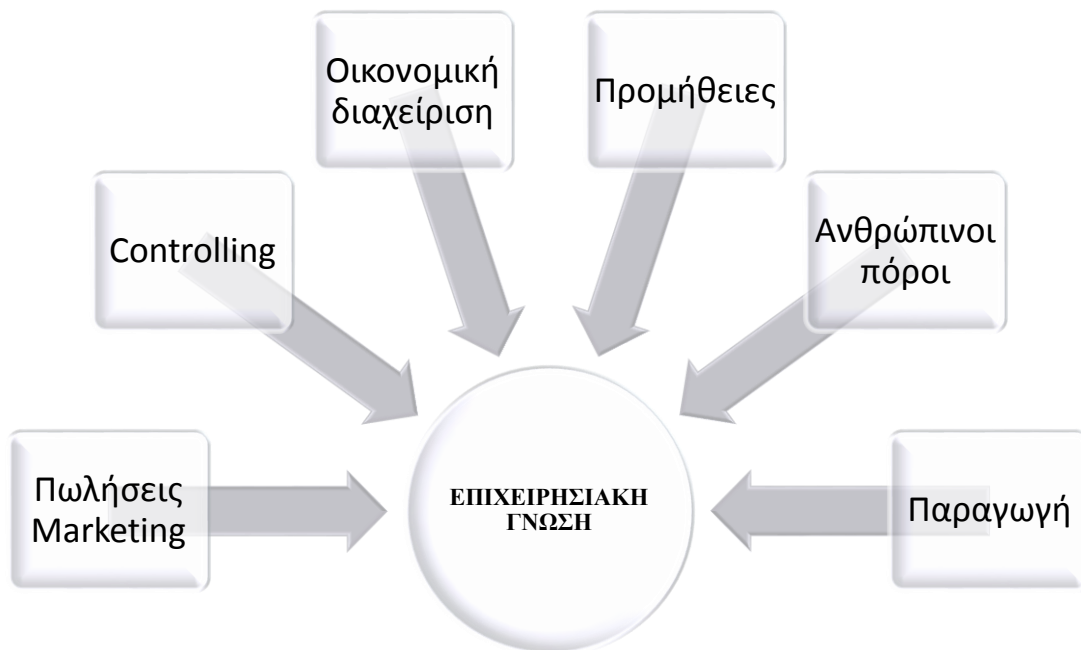 Οικονομική
διαχείριση
Προμήθειες
Controlling
Ανθρώπινοι
πόροι
Πωλήσεις
Marketing
ΕΠΙΧΕΙΡΗΣΙΑΚΗ
ΓΝΩΣΗ
Παραγωγή